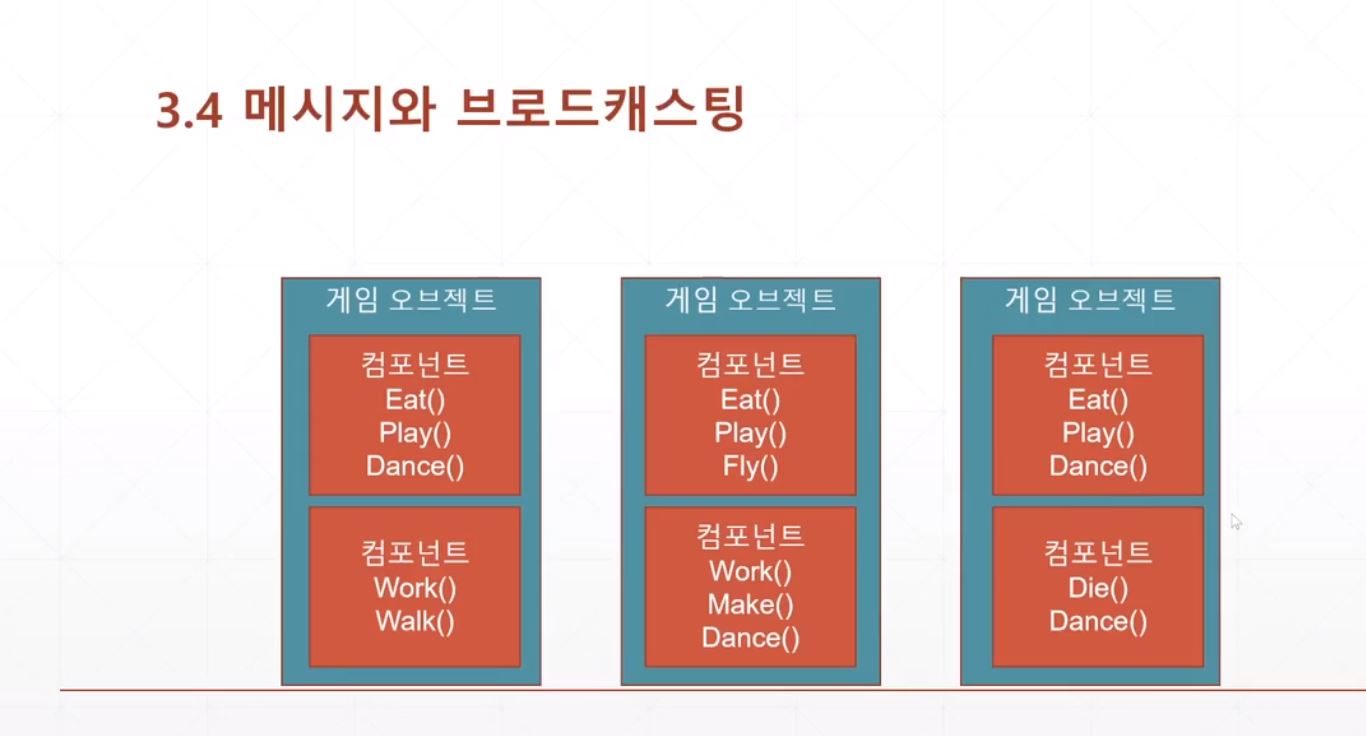 3.4 메시지와 브로드캐스팅
게임 오브젝트
컴포넌트
Eat()
Play()
Dance()
컴포넌트
Work()
Walk()
게임 오브젝트
컴포넌트
Eat()
Play()
Fly()
컴포넌트
Work()
Make()
Dance()
게임 오브젝트
컴포넌트
Eat()
Play()
Dance()
컴포넌트
Die()
Dance()